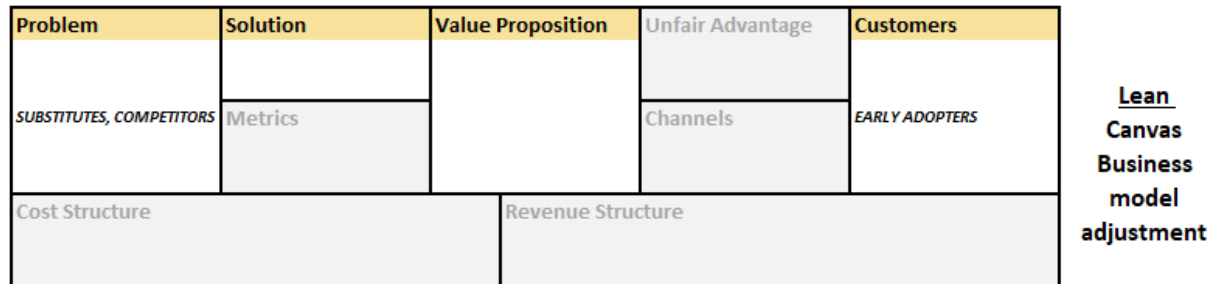 Problem
Solution
Value Proposition
Unfair Advantage
Customers
SUBSTITUTES, COMPETITORS
Metrics
Channels
EARLY ADOPTERS
Cost Structure
Revenue Structure
Lean
Canvas
Business
model
adjustment